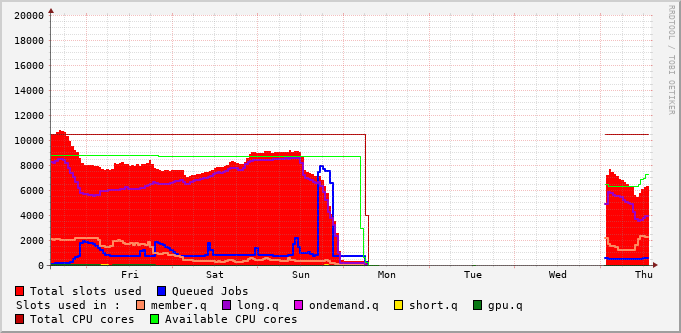 RRDTOOL / TOBI OETIKER
20000
18000
16000
14000
12000
10000
8000
6000
4000
2000
0
Fri Sat Sun Mon Tue Wed Thu
Total slots used Queued Jobs
Slots used in : member.q long.q ondemand.q short.q gpu.q
Total CPU cores Available CPU cores